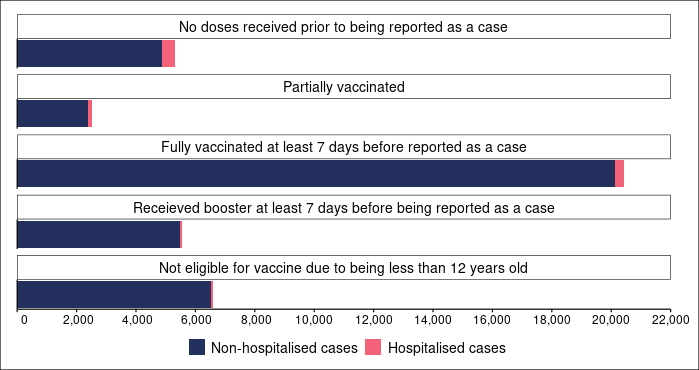 No doses received prior to being reported as a case
Partially vaccinated
Fully vaccinated at least 7 days before reported as a case
Receieved booster at least 7 days before being reported as a case
Not eligible for vaccine due to being less than 12 years old
0 2,000 4,000 6,000 8,000 10,000 12,000 14,000 16,000 18,000 20,000 22,000
Non-hospitalised cases Hospitalised cases